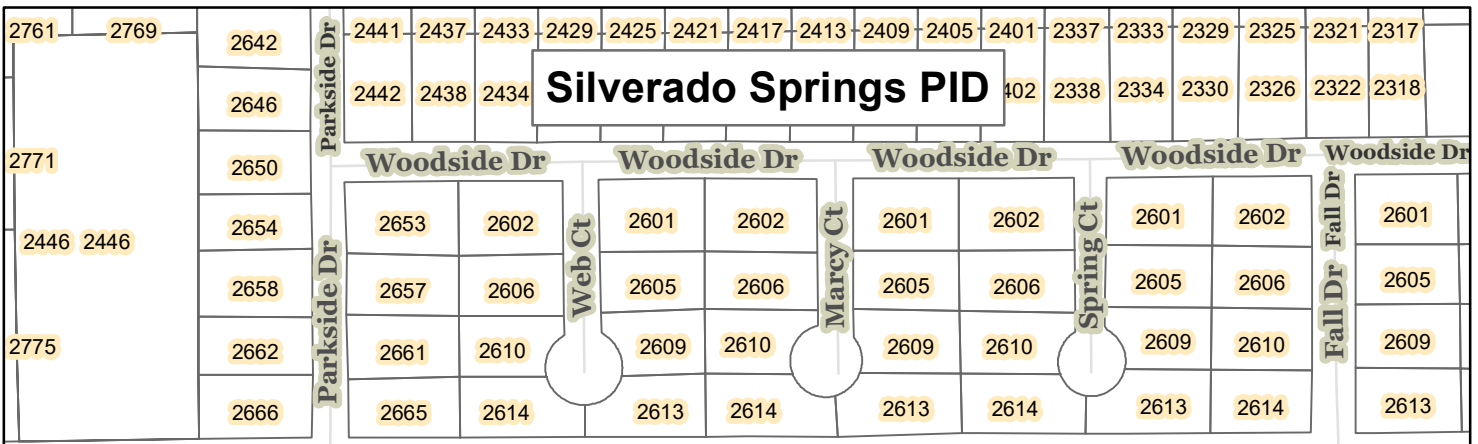 2761 2769 2642 Parkside Dr 2441 2437 2433 2429 2425 2421 2417 2413 2409 2405 2401 2337 2333 2329 2325 2321 2317
2646 2442 2438 2434 Silverado Springs PID 2338 2334 2330 2326 2322 2318
2771 2650 Woodside Dr Woodside Dr Woodside Dr Woodside Dr Woodside Dr
2446 2446 2654 2653 2602 Web Ct 2601 2602 Marcy Ct 2601 2602 Spring Ct 2601 2602 Fall Dr 2601
2658 Parkside Dr 2657 2606 2605 2606 2605 2606 2605 2606 Fall Dr 2605
2775 2662 2661 2610 2609 2610 2609 2610 2609 2610 2609
2666 2665 2614 2613 2614 2613 2614 2613 2614 2613